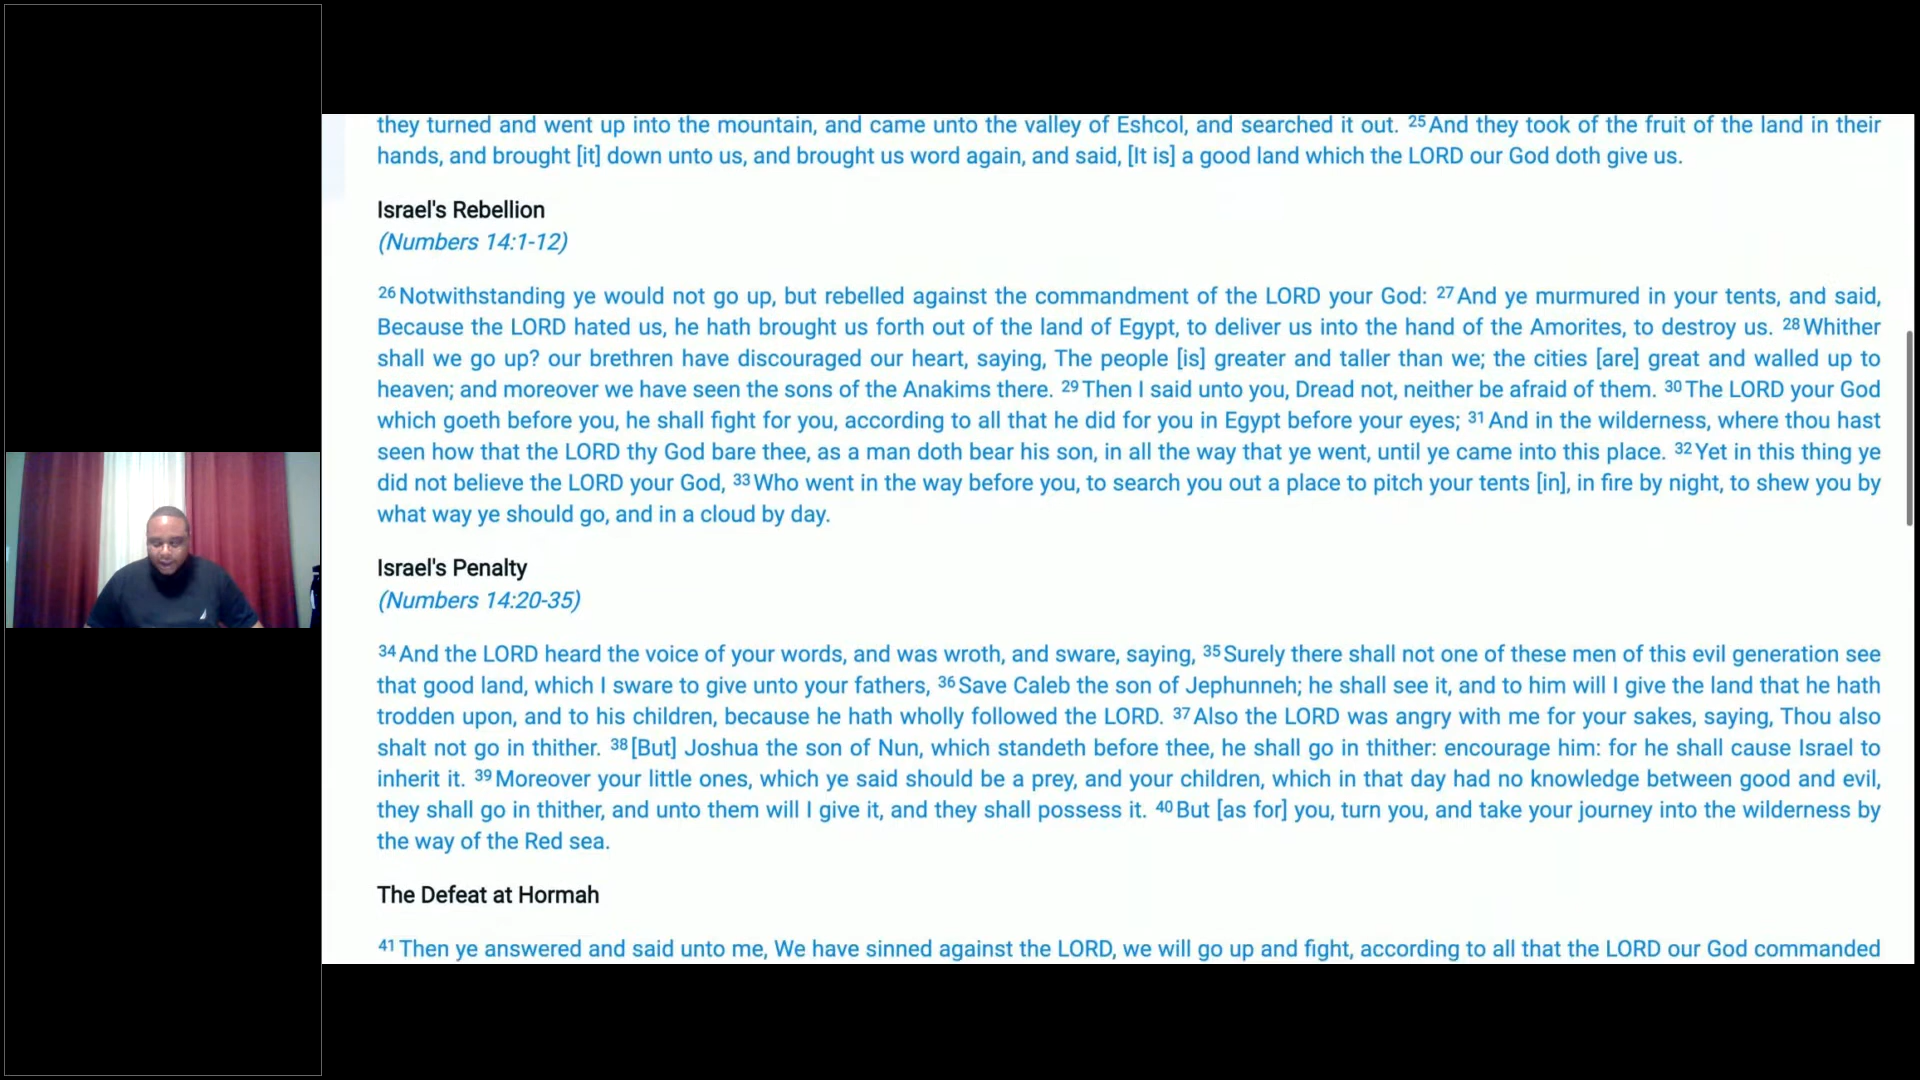 they turned and went up into the mountain, and came unto the valley of Eshcol, and searched it out. 25 And they took of the fruit of the land in their
hands, and brought [it] down unto us, and brought us word again, and said, [It is] a good land which the LORD our God doth give us.
Israel's Rebellion
(Numbers 14:1-12)
26 Notwithstanding ye would not go up, but rebelled against the commandment of the LORD your God: 27 And ye murmured in your tents, and said,
Because the LORD hated us, he hath brought us forth out of the land of Egypt, to deliver us into the hand of the Amorites, to destroy us. 28 Whither
shall we go up? our brethren have discouraged our heart, saying, The people [is] greater and taller than we; the cities [are] great and walled up to
heaven; and moreover we have seen the sons of the Anakims there. 29 Then I said unto you, Dread not, neither be afraid of them. 30 The LORD your God
which goeth before you, he shall fight for you, according to all that he did for you in Egypt before your eyes; 31 And in the wilderness, where thou hast
seen how that the LORD thy God bare thee, as a man doth bear his son, in all the way that ye went, until ye came into this place. 32 Yet in this thing ye
did not believe the LORD your God, 33 Who went in the way before you, to search you out a place to pitch your tents [in], in fire by night, to shew you by
what way ye should go, and in a cloud by day.
Israel's Penalty
(Numbers 14:20-35)
34 And the LORD heard the voice of your words, and was wroth, and sware, saying, 35 Surely there shall not one of these men of this evil generation see
that good land, which I sware to give unto your fathers, 36 Save Caleb the son of Jephunneh; he shall see it, and to him will I give the land that he hath
trodden upon, and to his children, because he hath wholly followed the LORD. 37 Also the LORD was angry with me for your sakes, saying, Thou also
shalt not go in thither. 38 [But] Joshua the son of Nun, which standeth before thee, he shall go in thither: encourage him: for he shall cause Israel to
inherit it. 39 Moreover your little ones, which ye said should be a prey, and your children, which in that day had no knowledge between good and evil,
they shall go in thither, and unto them will I give it, and they shall possess it. 40 But [as for] you, turn you, and take your journey into the wilderness by
the way of the Red sea.
The Defeat at Hormah
41 Then ye answered and said unto me, We have sinned against the LORD, we will go up and fight, according to all that the LORD our God commanded